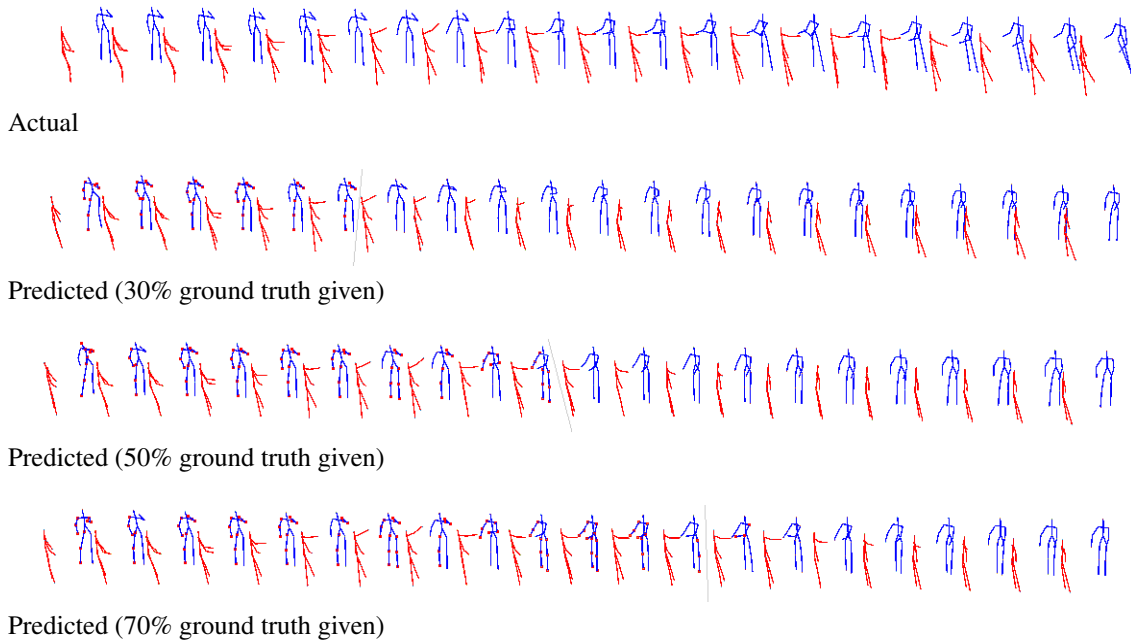 Actual
Predicted (30% ground truth given)
Predicted (50% ground truth given)
Predicted (70% ground truth given)